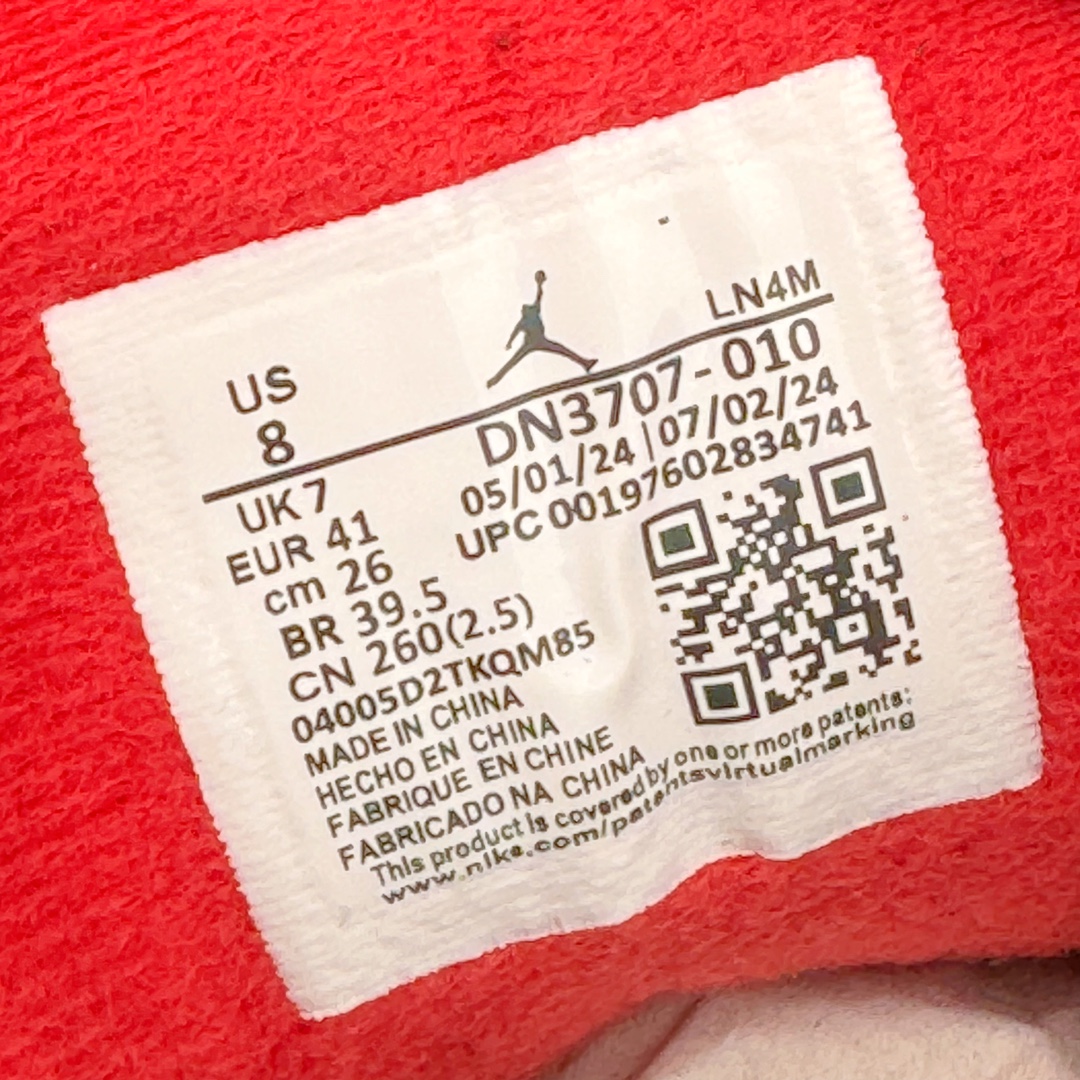 LN4M
US
8
DN3707-010
05/01/24 | 07/02/24
UPC 00197602834741
UK 7
EUR 41
cm 26
BR 39.5
CN 260(2.5)
04005D2TKQM85
MADE IN CHINA
HECHO EN CHINA
FABRIQUE EN CHINE
FABRICADO NA CHINA
This product is covered by one or more patents:
www.nike.com/patentsvirtualmarking